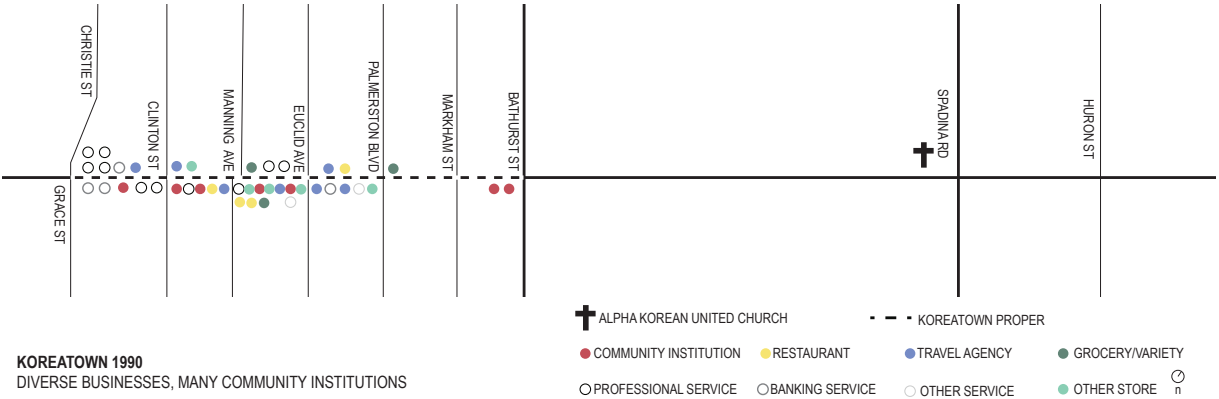 CHRISTIE ST
CLINTON ST
MANNING AVE
EUCLID AVE
PALMERSTON BLVD
MARKHAM ST
BATHURST ST
SPADINA RD
HURON ST
GRACE ST
ALPHA KOREAN UNITED CHURCH
KOREATOWN PROPER
COMMUNITY INSTITUTION
RESTAURANT
TRAVEL AGENCY
GROCERY/VARIETY
PROFESSIONAL SERVICE
BANKING SERVICE
OTHER SERVICE
OTHER STORE
n
KOREATOWN 1990
DIVERSE BUSINESSES, MANY COMMUNITY INSTITUTIONS